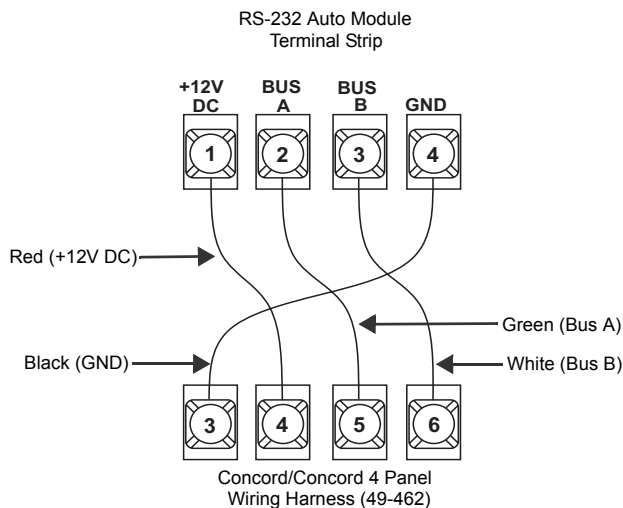 RS-232 Auto Module
Terminal Strip
+12V
DC
BUS
A
BUS
B
GND
1
2
3
4
Red (+12V DC)
Green (Bus A)
Black (GND)
White (Bus B)
3
4
5
6
Concord/Concord 4 Panel
Wiring Harness (49-462)